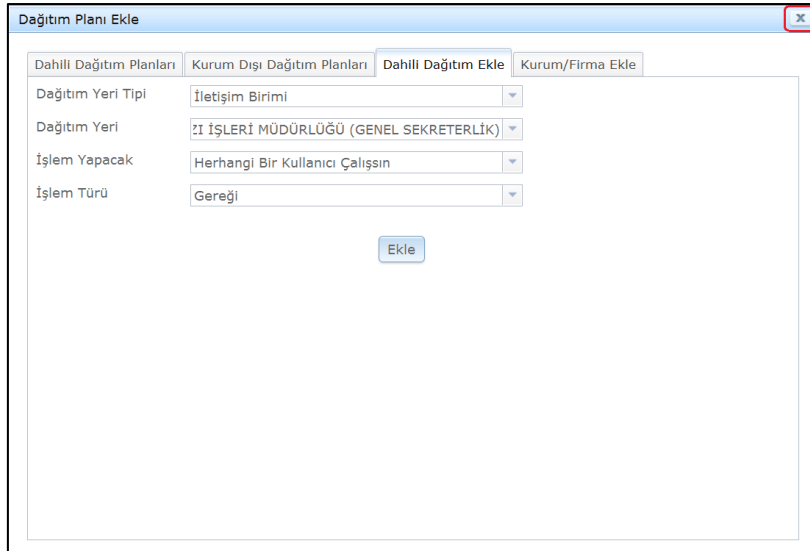 Dağıtım Planı Ekle
x
Dahili Dağıtım Planları Kurum Dışı Dağıtım Planları Dahili Dağıtım Ekle Kurum/Firma Ekle
Dağıtım Yeri Tipi İletişim Birimi
Dağıtım Yeri ZI İŞLERİ MÜDÜRLÜĞÜ (GENEL SEKRETERLİK)
İşlem Yapacak Herhangi Bir Kullanıcı Çalışsın
İşlem Türü Gereği
Ekle